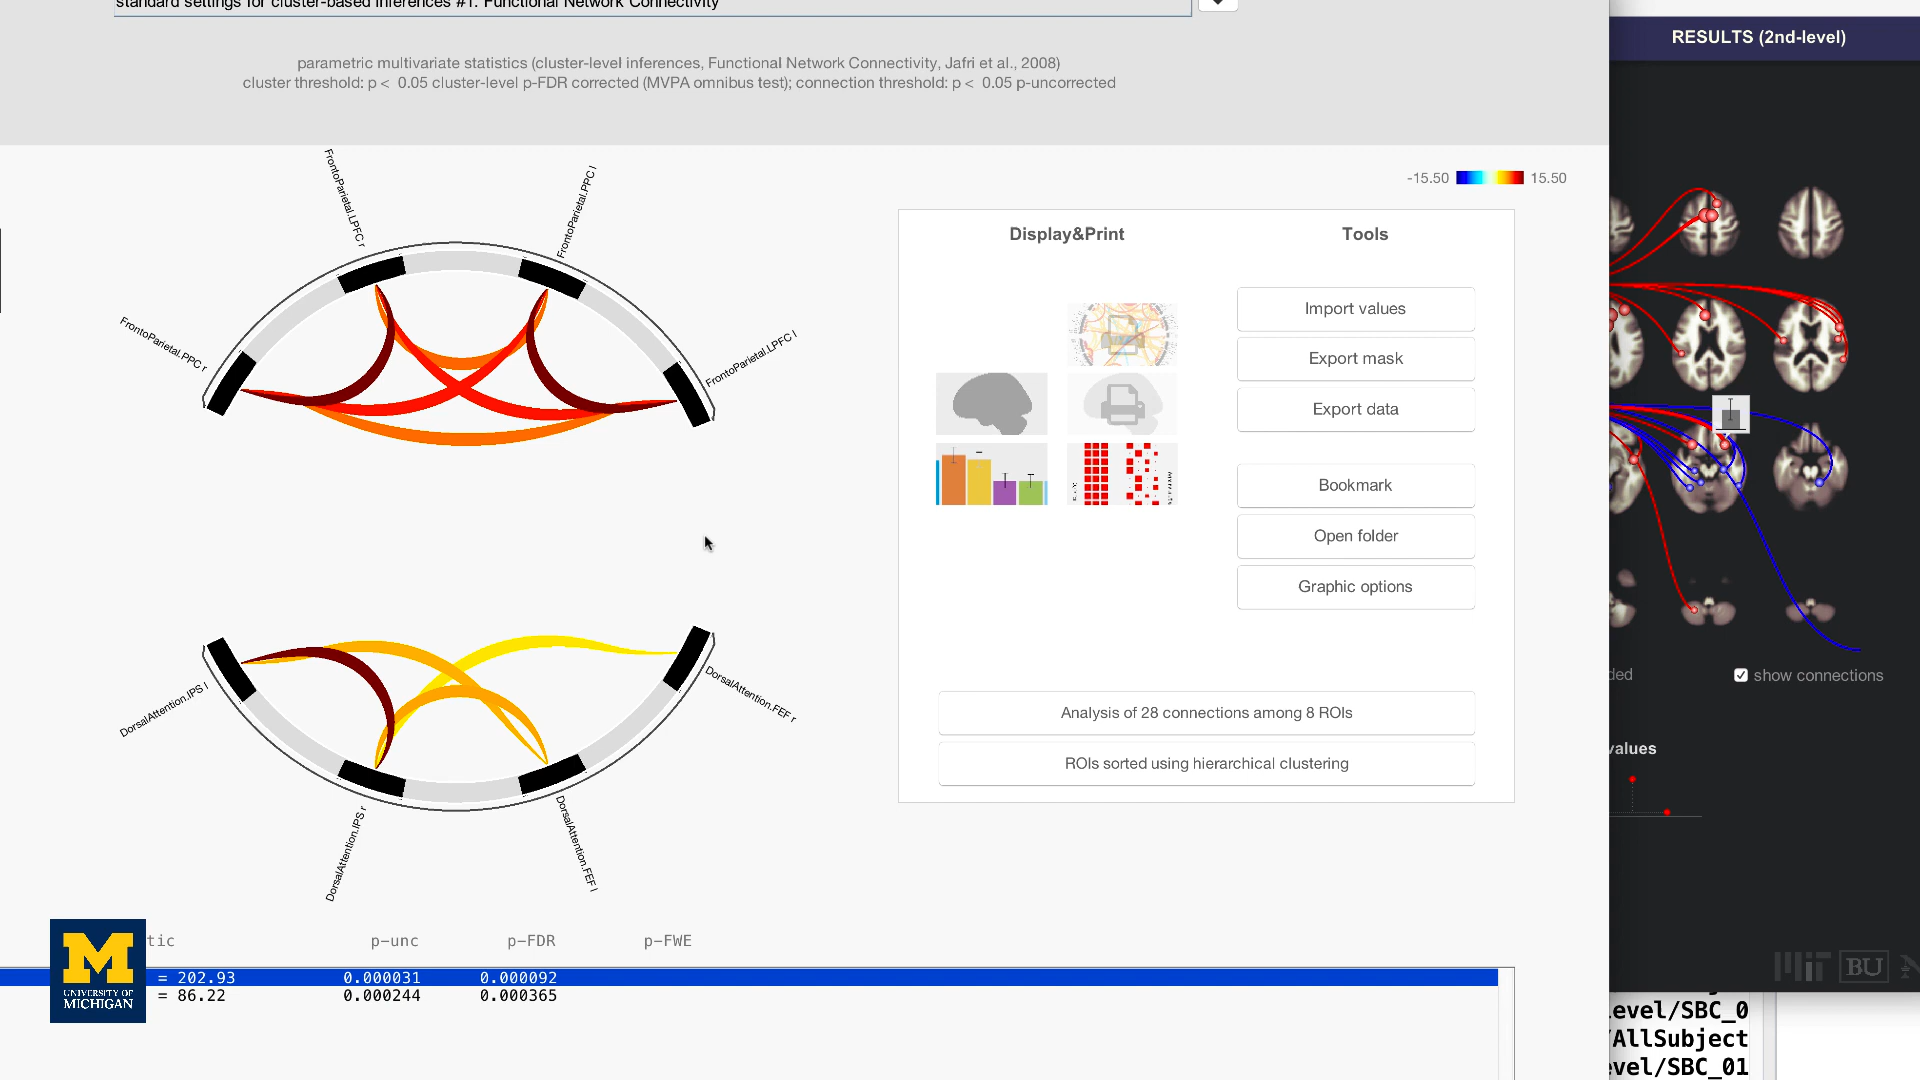 standard settings for cluster-based inferences #1: Functional Network Connectivity
RESULTS (2nd-level)
parametric multivariate statistics (cluster-level inferences, Functional Network Connectivity, Jafri et al., 2008)
cluster threshold: p < 0.05 cluster-level p-FDR corrected (MVPA omnibus test); connection threshold: p < 0.05 p-uncorrected
-15.50 15.50
FrontoParietal.LPFC r
FrontoParietal.PPC l
FrontoParietal.PPC r
FrontoParietal.LPFC l
Display&Print
Tools
Import values
Export mask
Export data
Bookmark
Open folder
Graphic options
DorsalAttention.IPS l
DorsalAttention.FEF r
DorsalAttention.IPS r
DorsalAttention.FEF l
Analysis of 28 connections among 8 ROIs
ROIs sorted using hierarchical clustering
ded
show connections
values
tic p-unc p-FDR p-FWE
= 202.93 0.000031 0.000092
= 86.22 0.000244 0.000365
M
UNIVERSITY OF
MICHIGAN
MIT BU
evel/SBC_0
/AllSubject
evel/SBC_01